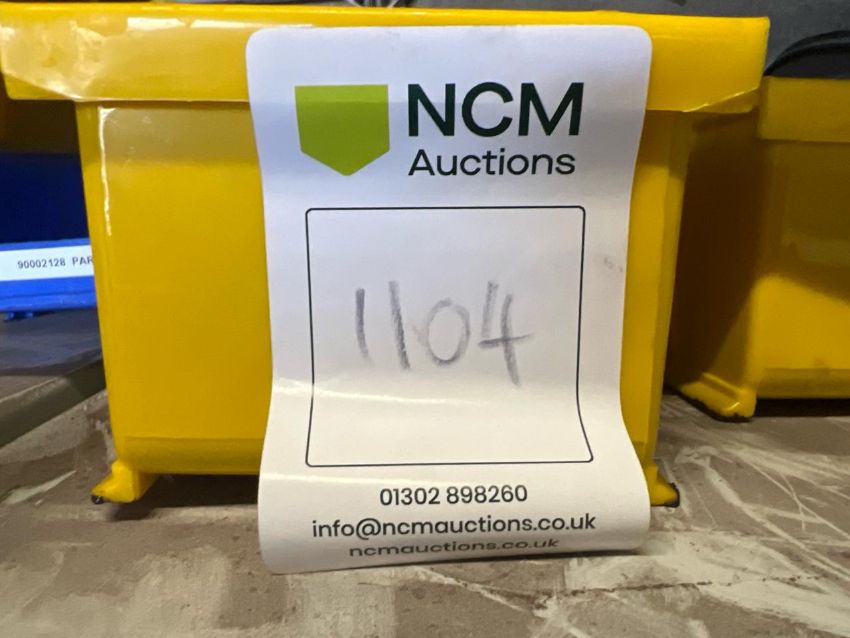 NCM
Auctions
1104
01302 898260
info@ncmauctions.co.uk
ncmauctions.co.uk
90002128 PAR